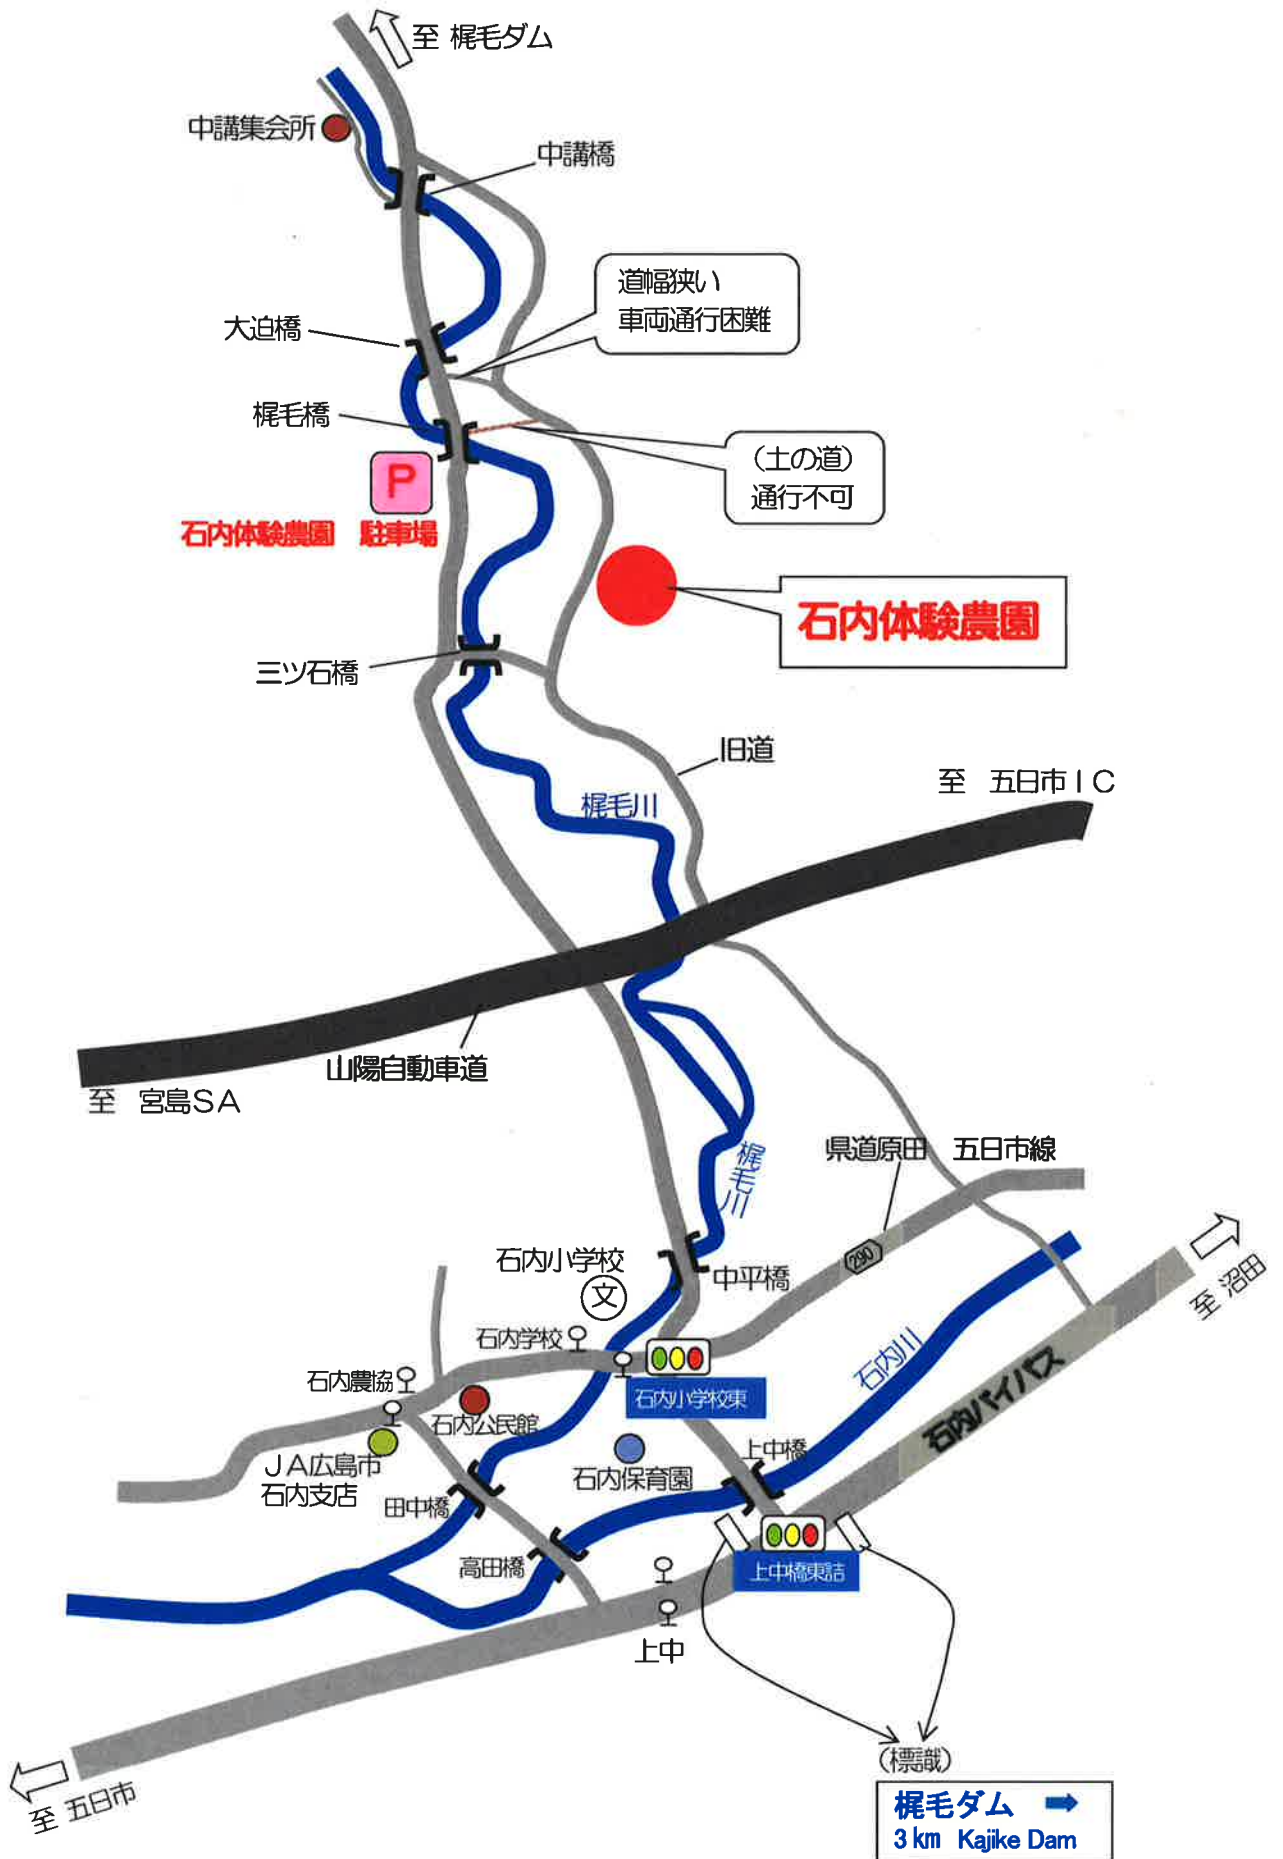 至 梶毛ダム
中講集会所
中講橋
道幅狭い
車両通行困難
大迫橋
梶毛橋
(土の道)
通行不可
P
石内体験農園 駐車場
石内体験農園
三ツ石橋
旧道
至 五日市IC
梶毛川
山陽自動車道
至 宮島SA
県道原田 五日市線
梶毛川
290
至 沼田
石内小学校
文
中平橋
石内学校
石内川
石内農協
石内小学校東
石内バイパス
石内公民館
上中橋
JA広島市
石内支店
石内保育園
田中橋
高田橋
上中橋東詰
上中
至 五日市
(標識)
梶毛ダム
3km Kajike Dam